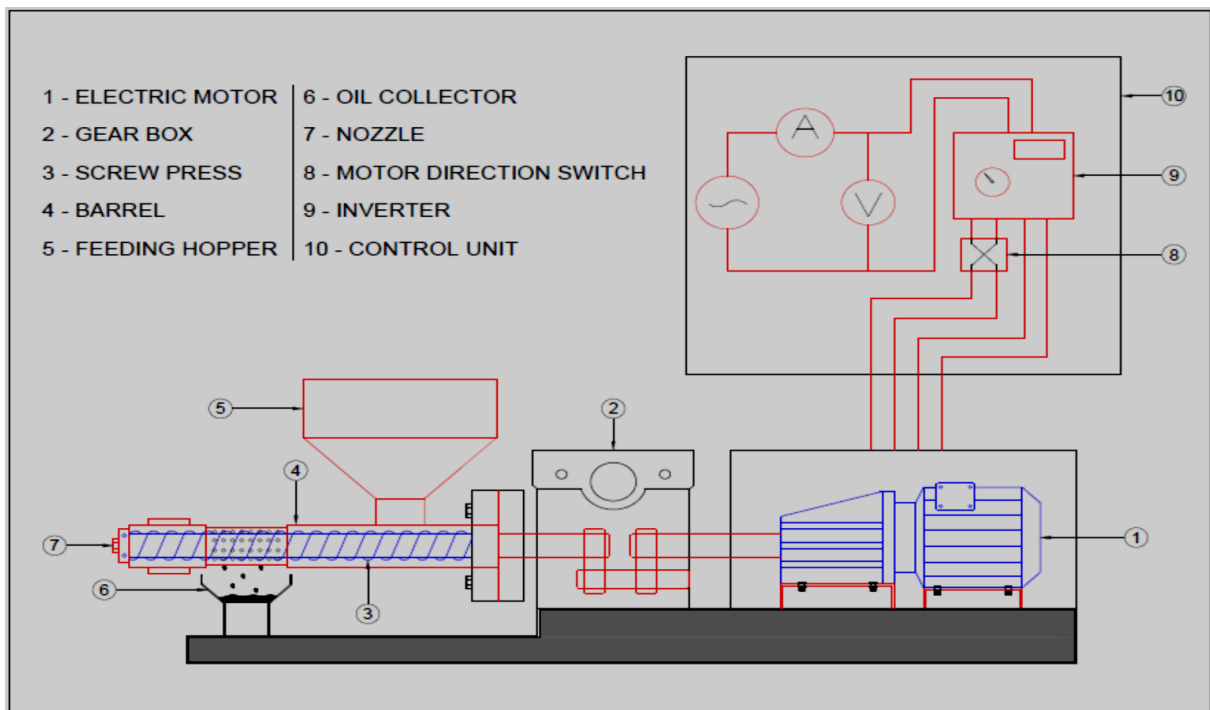 1 - ELECTRIC MOTOR
2 - GEAR BOX
3 - SCREW PRESS
4 - BARREL
5 - FEEDING HOPPER
6 - OIL COLLECTOR
7 - NOZZLE
8 - MOTOR DIRECTION SWITCH
9 - INVERTER
10 - CONTROL UNIT
A
V
10
9
8
5
2
4
7
6
3
1